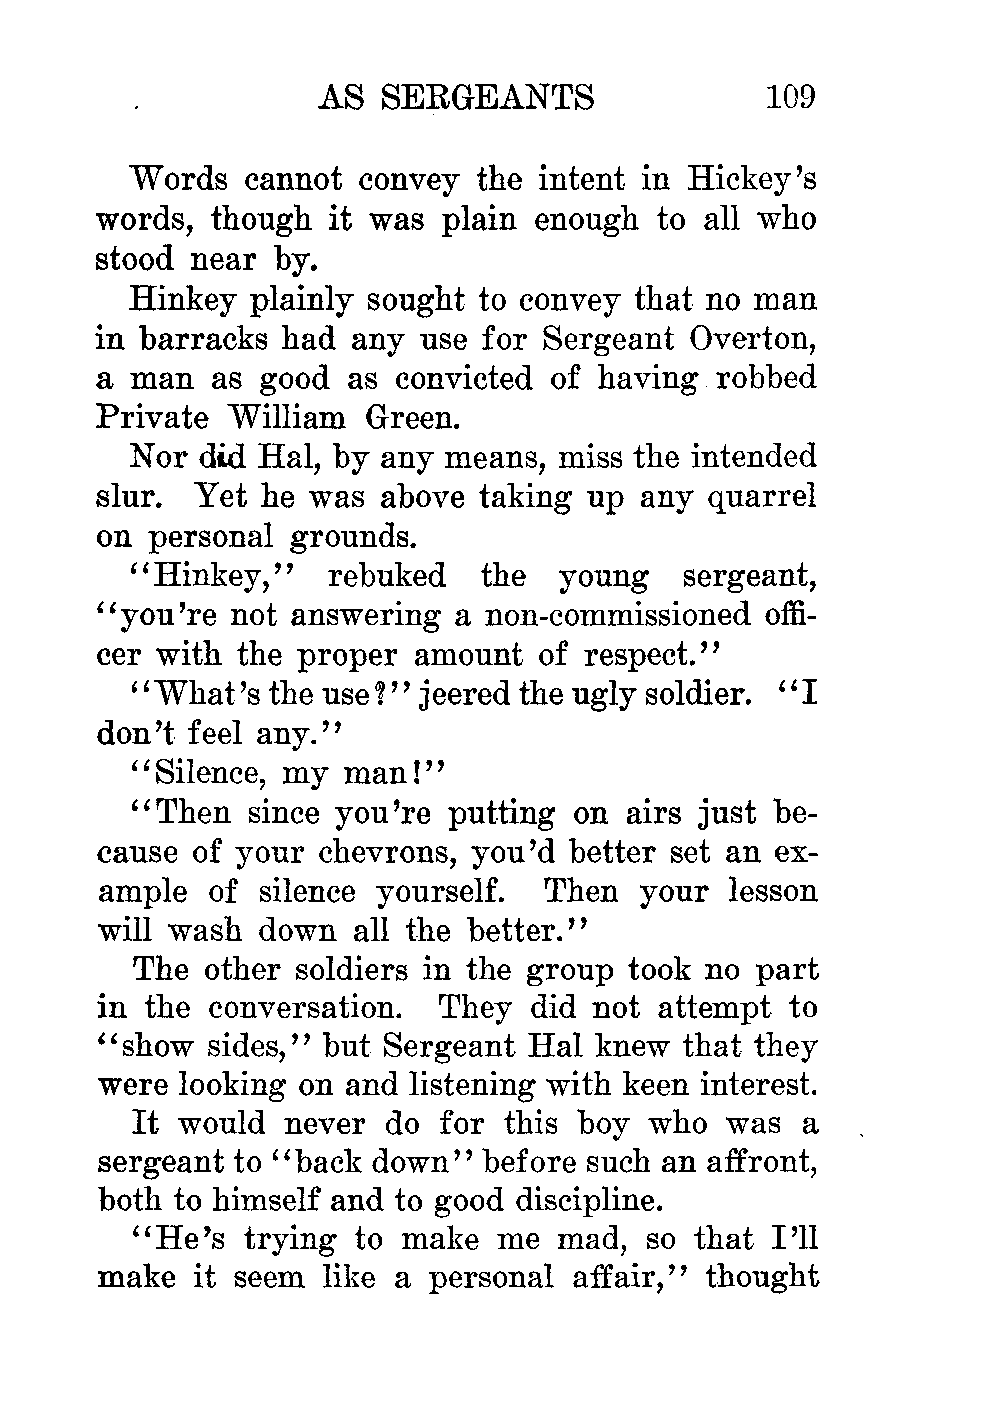 AS SERGEANTS 109
Words cannot convey the intent in Hickey's
words, though it was plain enough to all who
stood near by.
Hinkey plainly sought to convey that no man
in barracks had any use for Sergeant Overton,
a man as good as convicted of having robbed
Private William Green.
Nor did Hal, by any means, miss the intended
slur. Yet he was above taking up any quarrel
on personal grounds.
"Hinkey," rebuked the young sergeant,
"you're not answering a non-commissioned offi-
cer with the proper amount of respect."
"What's the use?" jeered the ugly soldier. "I
don't feel any."
"Silence, my man!"
"Then since you're putting on airs just be-
cause of your chevrons, you'd better set an ex-
ample of silence yourself. Then your lesson
will wash down all the better."
The other soldiers in the group took no part
in the conversation. They did not attempt to
"show sides," but Sergeant Hal knew that they
were looking on and listening with keen interest.
It would never do for this boy who was a
sergeant to "back down" before such an affront,
both to himself and to good discipline.
"He's trying to make me mad, so that I'll
make it seem like a personal affair," thought